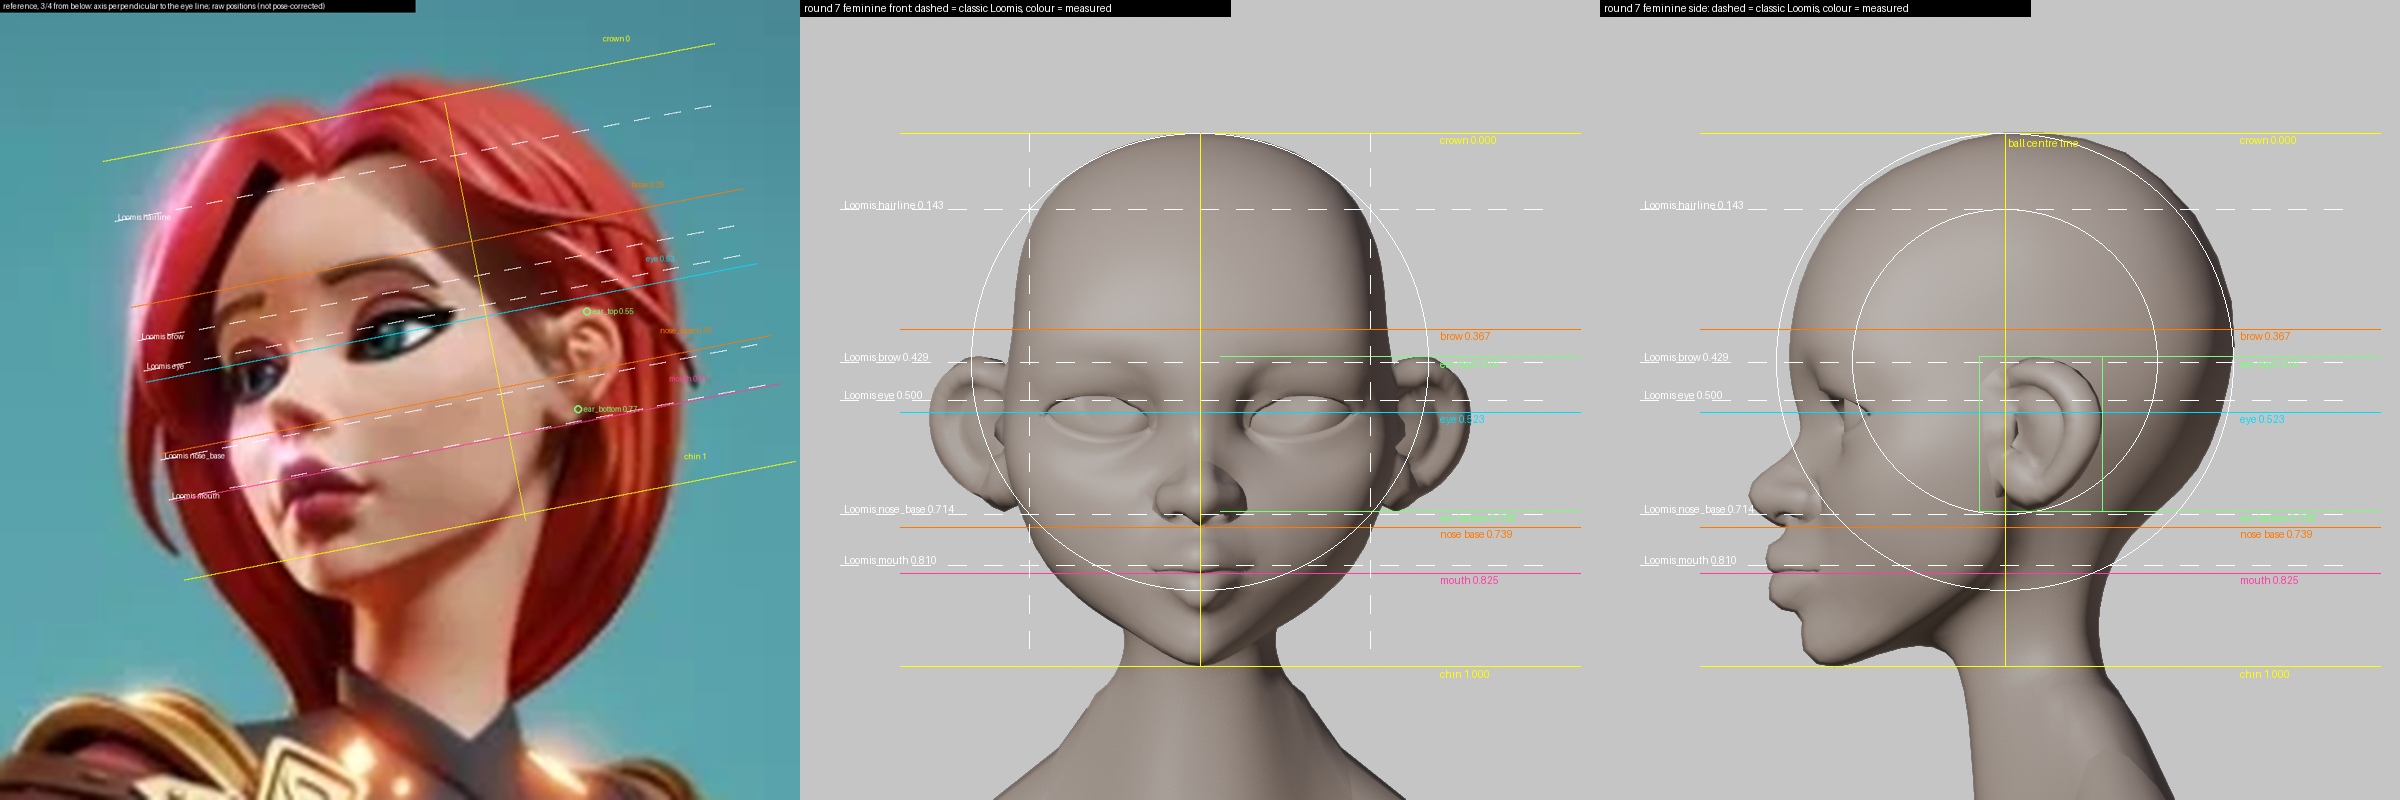 reference, 3/4 from below: axis perpendicular to the eye line; raw positions (not pose-corrected)
crown 0
Loomis hairline
eye 0.53
ear_top 0.55
Loomis brow
Loomis eye
ear_bottom 0.77
chin 1
Loomis nose_base
Loomis mouth
round 7 feminine front: dashed = classic Loomis, colour = measured
crown 0.000
Loomis hairline 0.143
brow 0.367
Loomis brow 0.429
Loomis eye 0.500
eye 0.523
Loomis nose_base 0.714
nose base 0.739
Loomis mouth 0.810
mouth 0.825
chin 1.000
round 7 feminine side: dashed = classic Loomis, colour = measured
ball centre line
crown 0.000
Loomis hairline 0.143
brow 0.367
Loomis brow 0.429
Loomis eye 0.500
eye 0.523
Loomis nose_base 0.714
nose base 0.739
Loomis mouth 0.810
mouth 0.825
chin 1.000